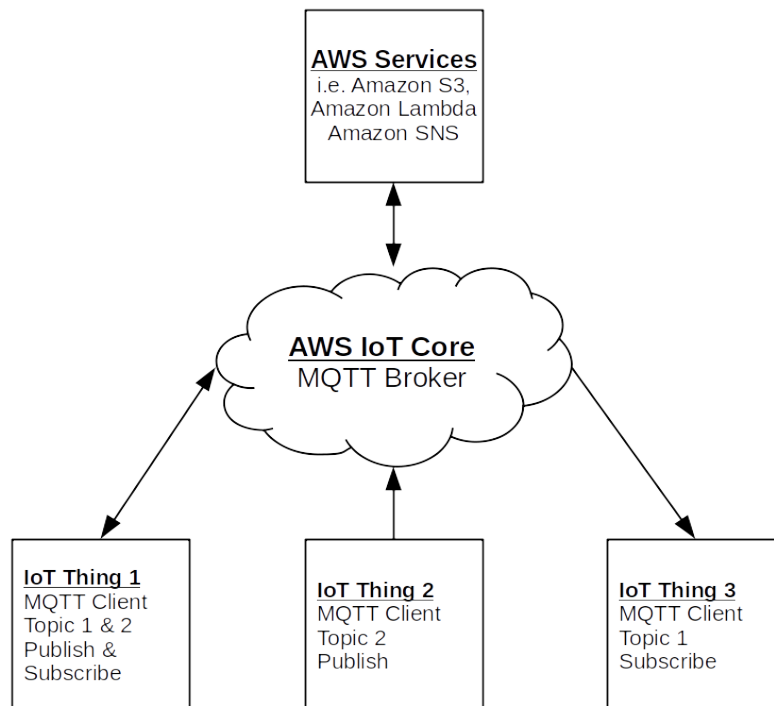 AWS Services
i.e. Amazon S3,
Amazon Lambda
Amazon SNS
AWS IoT Core
MQTT Broker
IoT Thing 1
MQTT Client
Topic 1 & 2
Publish &
Subscribe
IoT Thing 2
MQTT Client
Topic 2
Publish
IoT Thing 3
MQTT Client
Topic 1
Subscribe